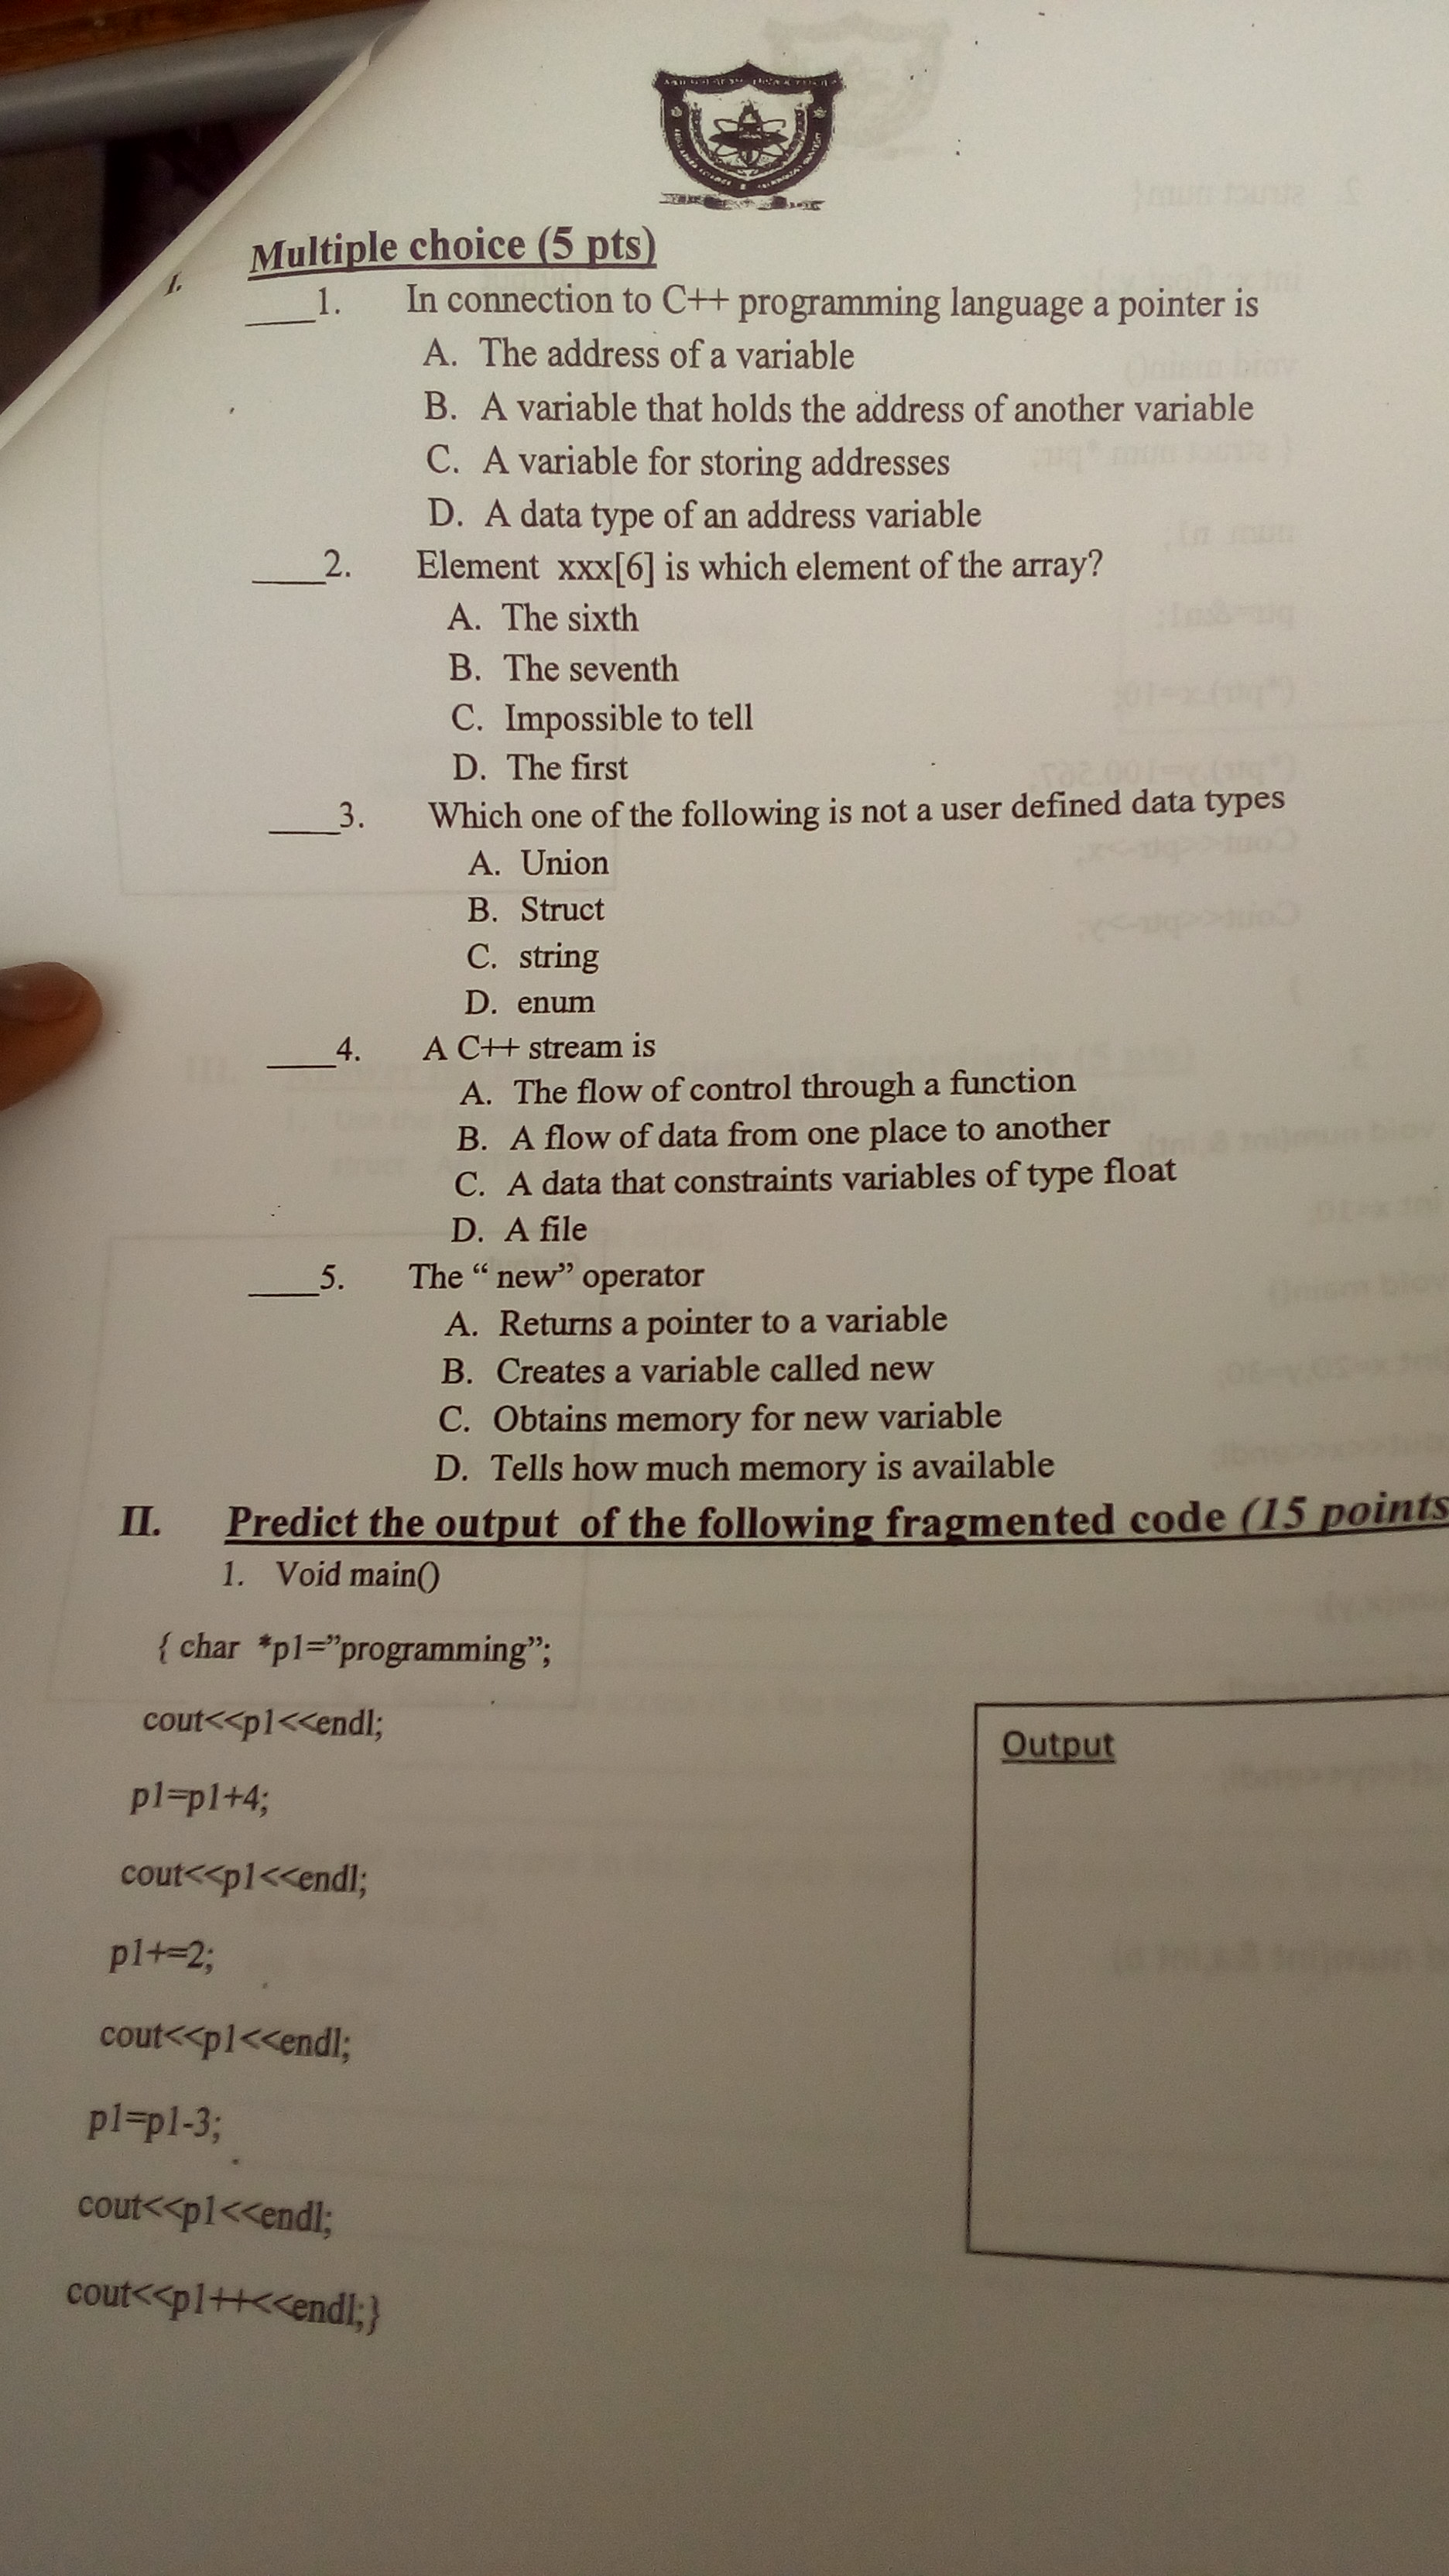 I. Multiple choice (5 pts)
____1. In connection to C++ programming language a pointer is
A. The address of a variable
B. A variable that holds the address of another variable
C. A variable for storing addresses
D. A data type of an address variable
____2. Element xxx[6] is which element of the array?
A. The sixth
B. The seventh
C. Impossible to tell
D. The first
____3. Which one of the following is not a user defined data types
A. Union
B. Struct
C. string
D. enum
____4. A C++ stream is
A. The flow of control through a function
B. A flow of data from one place to another
C. A data that constraints variables of type float
D. A file
____5. The “ new” operator
A. Returns a pointer to a variable
B. Creates a variable called new
C. Obtains memory for new variable
D. Tells how much memory is available
II. Predict the output of the following fragmented code (15 points
1. Void main()
{ char *p1=”programming”;
cout<<p1<<endl;
Output
p1=p1+4;
cout<<p1<<endl;
p1+=2;
cout<<p1<<endl;
p1=p1-3;
cout<<p1<<endl;
cout<<p1++<<endl;}